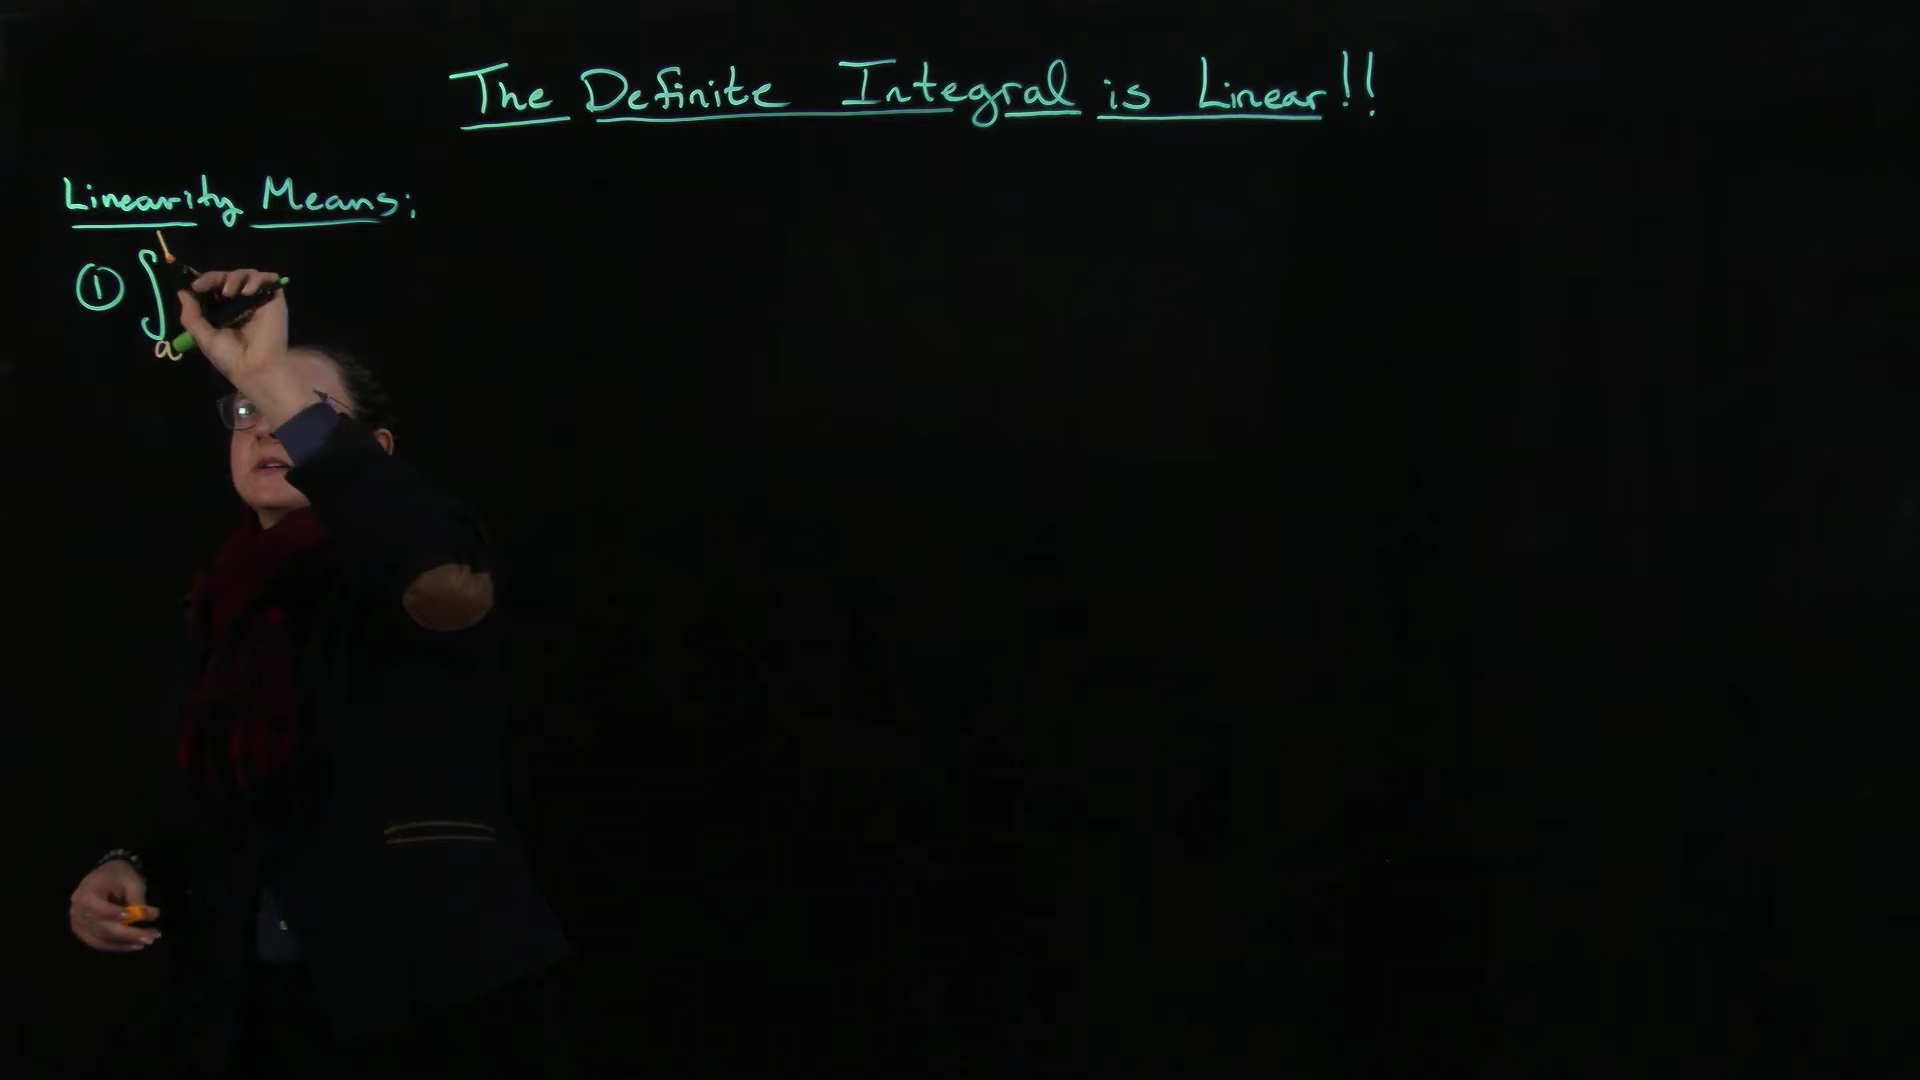 The Definite Integral is Linear!!
Linearity Means:
① ∫
a